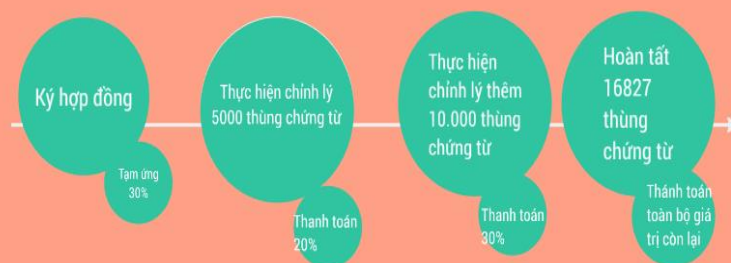 Ký hợp đồng
Tạm ứng
30%
Thực hiện chỉnh lý
5000 thùng chứng từ
Thanh toán
20%
Thực hiện
chỉnh lý thêm
10.000 thùng
chứng từ
Thanh toán
30%
Hoàn tất
16827
thùng
chứng từ
Thánh toán
toàn bộ giá
trị còn lại